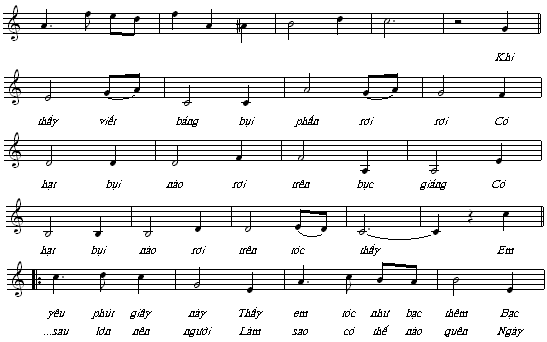 Khi
thầy viết bảng bụi phấn rơi rơi Có
hạt bụi nào rơi trên bục giảng Có
hạt bụi nào rơi trên tóc thầy Em
yêu phút giây này Thầy em tóc như bạc thêm Bạc
...sau lớn nên người Làm sao có thể nào quên Ngày